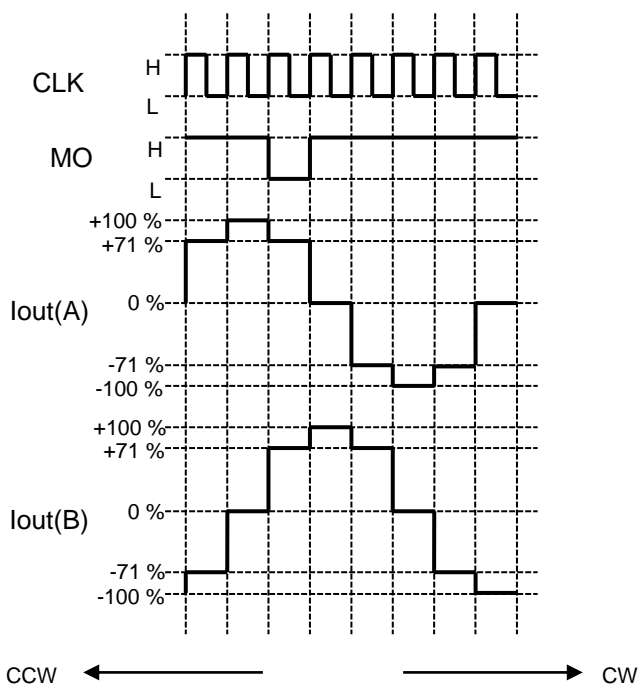 CLK
H
L
MO
H
L
Iout(A)
+100 %
+71 %
0 %
-71 %
-100 %
Iout(B)
+100 %
+71 %
0 %
-71 %
-100 %
CCW CW